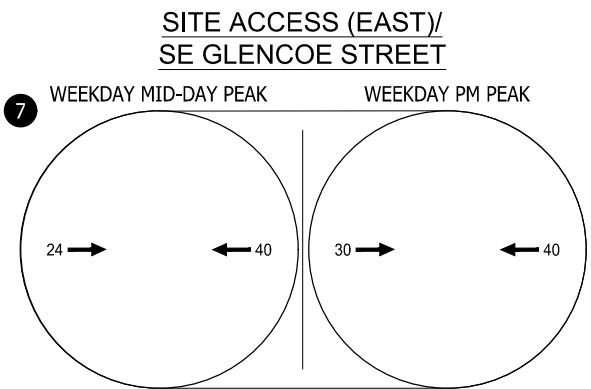 SITE ACCESS (EAST)/
SE GLENCOE STREET
WEEKDAY MID-DAY PEAK WEEKDAY PM PEAK
7
24 40 30 40